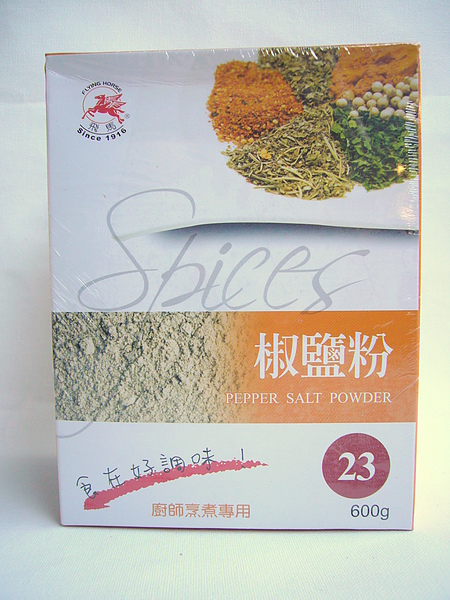 FLYING HORSE
飛馬
®
Since 1916
Spices
椒鹽粉
PEPPER SALT POWDER
食在好調味!
23
廚師烹煮專用
600g